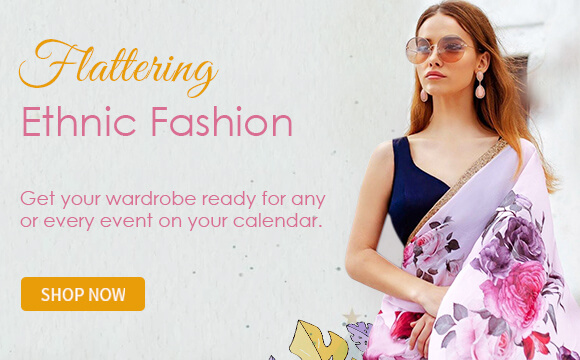 Flattering
Ethnic Fashion
Get your wardrobe ready for any
or every event on your calendar.
SHOP NOW